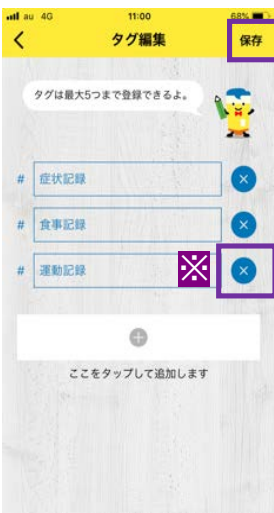 au 4G 11:00 68%
タグ編集 保存
タグは最大5つまで登録できるよ。
# 症状記録
# 食事記録
# 運動記録 ※
ここをタップして追加します